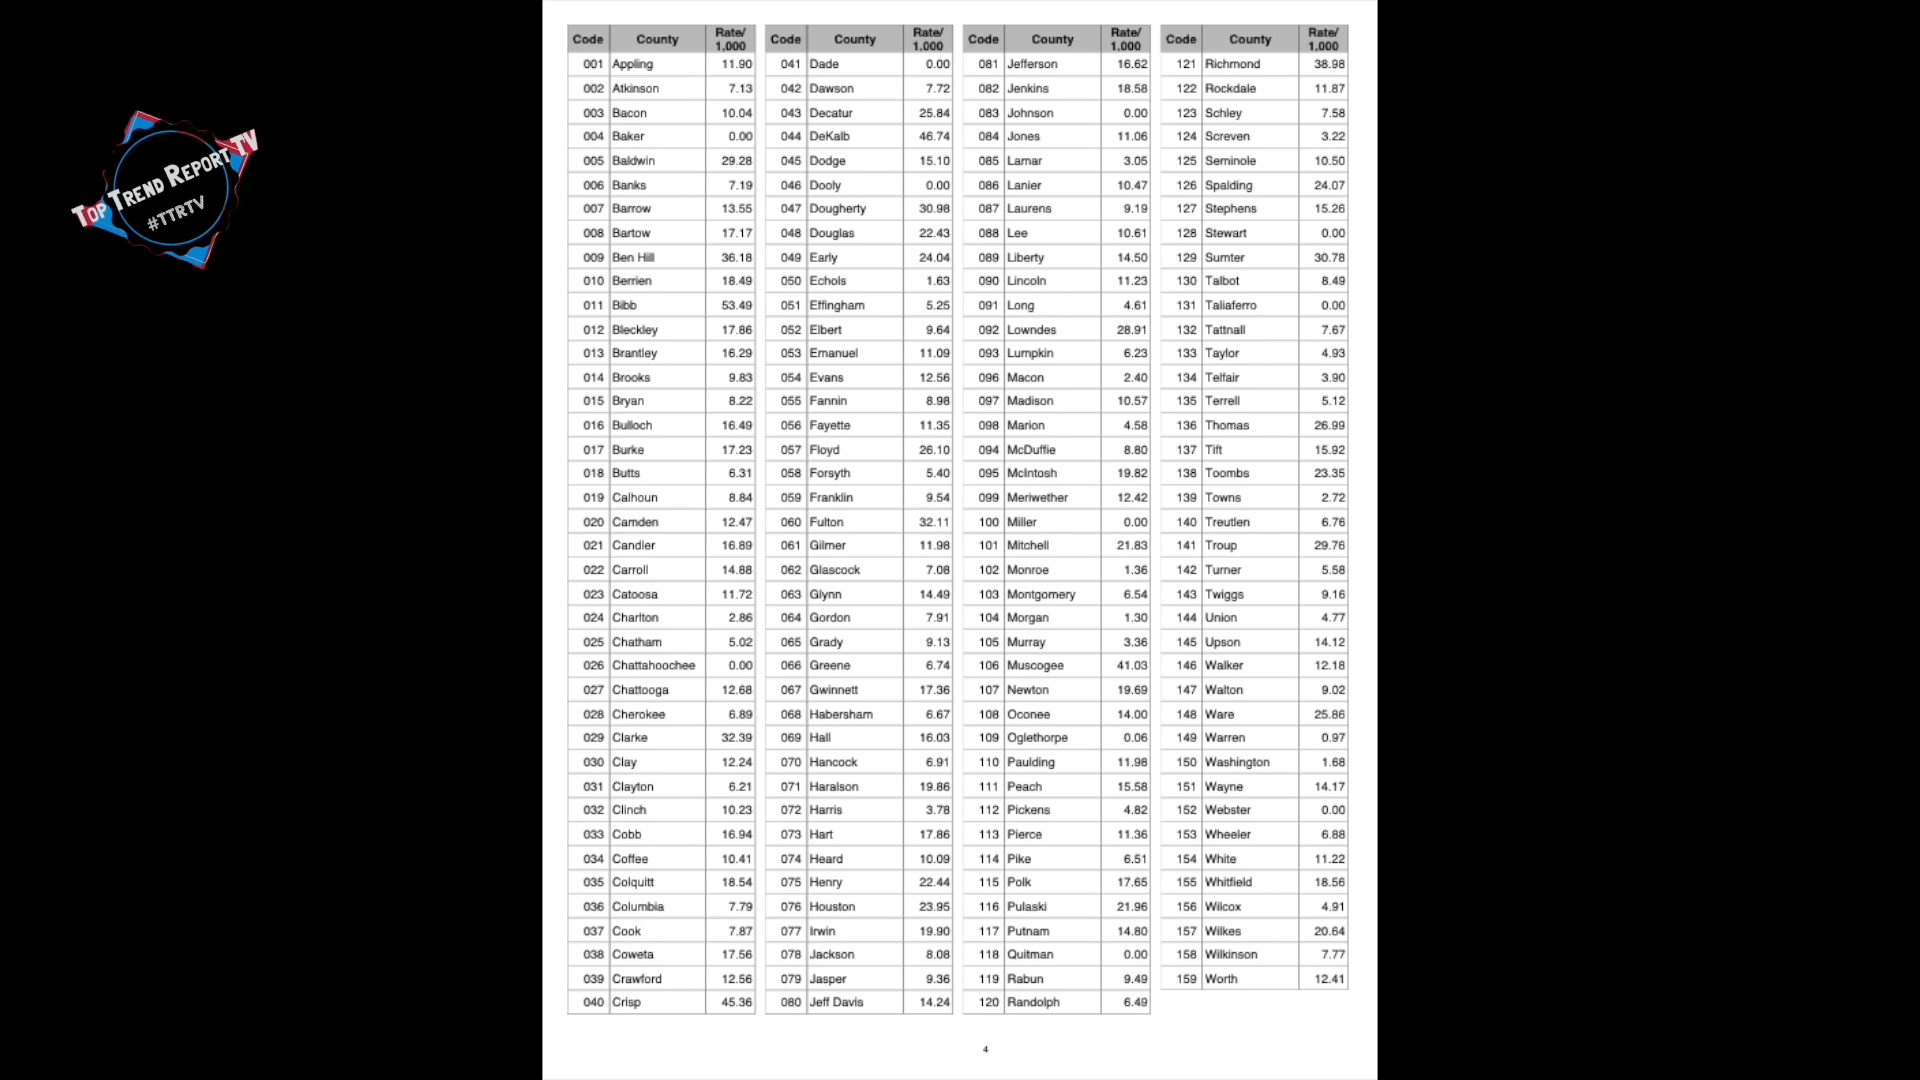 TOP TREND REPORT TV
#TTRTV
Code County Rate/ 1,000
001 Appling 11.90
002 Atkinson 7.13
003 Bacon 10.04
004 Baker 0.00
005 Baldwin 29.28
006 Banks 7.19
007 Barrow 13.55
008 Bartow 17.17
009 Ben Hill 36.18
010 Berrien 18.49
011 Bibb 53.49
012 Bleckley 17.86
013 Brantley 16.29
014 Brooks 9.83
015 Bryan 8.22
016 Bulloch 16.49
017 Burke 17.23
018 Butts 6.31
019 Calhoun 8.84
020 Camden 12.47
021 Candler 16.89
022 Carroll 14.88
023 Catoosa 11.72
024 Charlton 2.86
025 Chatham 5.02
026 Chattahoochee 0.00
027 Chattooga 12.68
028 Cherokee 6.89
029 Clarke 32.39
030 Clay 12.24
031 Clayton 6.21
032 Clinch 10.23
033 Cobb 16.94
034 Coffee 10.41
035 Colquitt 18.54
036 Columbia 7.79
037 Cook 7.87
038 Coweta 17.56
039 Crawford 12.56
040 Crisp 45.36
Code County Rate/ 1,000
041 Dade 0.00
042 Dawson 7.72
043 Decatur 25.84
044 DeKalb 46.74
045 Dodge 15.10
046 Dooly 0.00
047 Dougherty 30.98
048 Douglas 22.43
049 Early 24.04
050 Echols 1.63
051 Effingham 5.25
052 Elbert 9.64
053 Emanuel 11.09
054 Evans 12.56
055 Fannin 8.98
056 Fayette 11.35
057 Floyd 26.10
058 Forsyth 5.40
059 Franklin 9.54
060 Fulton 32.11
061 Gilmer 11.98
062 Glascock 7.08
063 Glynn 14.49
064 Gordon 7.91
065 Grady 9.13
066 Greene 6.74
067 Gwinnett 17.36
068 Habersham 6.67
069 Hall 16.03
070 Hancock 6.91
071 Haralson 19.86
072 Harris 3.78
073 Hart 17.86
074 Heard 10.09
075 Henry 22.44
076 Houston 23.95
077 Irwin 19.90
078 Jackson 8.08
079 Jasper 9.36
080 Jeff Davis 14.24
Code County Rate/ 1,000
081 Jefferson 16.62
082 Jenkins 18.58
083 Johnson 0.00
084 Jones 11.06
085 Lamar 3.05
086 Lanier 10.47
087 Laurens 9.19
088 Lee 10.61
089 Liberty 14.50
090 Lincoln 11.23
091 Long 4.61
092 Lowndes 28.91
093 Lumpkin 6.23
096 Macon 2.40
097 Madison 10.57
098 Marion 4.58
094 McDuffie 8.80
095 McIntosh 19.82
099 Meriwether 12.42
100 Miller 0.00
101 Mitchell 21.83
102 Monroe 1.36
103 Montgomery 6.54
104 Morgan 1.30
105 Murray 3.36
106 Muscogee 41.03
107 Newton 19.69
108 Oconee 14.00
109 Oglethorpe 0.06
110 Paulding 11.98
111 Peach 15.58
112 Pickens 4.82
113 Pierce 11.36
114 Pike 6.51
115 Polk 17.65
116 Pulaski 21.96
117 Putnam 14.80
118 Quitman 0.00
119 Rabun 9.49
120 Randolph 6.49
Code County Rate/ 1,000
121 Richmond 38.98
122 Rockdale 11.87
123 Schley 7.58
124 Screven 3.22
125 Seminole 10.50
126 Spalding 24.07
127 Stephens 15.26
128 Stewart 0.00
129 Sumter 30.78
130 Talbot 8.49
131 Taliaferro 0.00
132 Tattnall 7.67
133 Taylor 4.93
134 Telfair 3.90
135 Terrell 5.12
136 Thomas 26.99
137 Tift 15.92
138 Toombs 23.35
139 Towns 2.72
140 Treutlen 6.76
141 Troup 29.76
142 Turner 5.58
143 Twiggs 9.16
144 Union 4.77
145 Upson 14.12
146 Walker 12.18
147 Walton 9.02
148 Ware 25.86
149 Warren 0.97
150 Washington 1.68
151 Wayne 14.17
152 Webster 0.00
153 Wheeler 6.88
154 White 11.22
155 Whitfield 18.56
156 Wilcox 4.91
157 Wilkes 20.64
158 Wilkinson 7.77
159 Worth 12.41
4